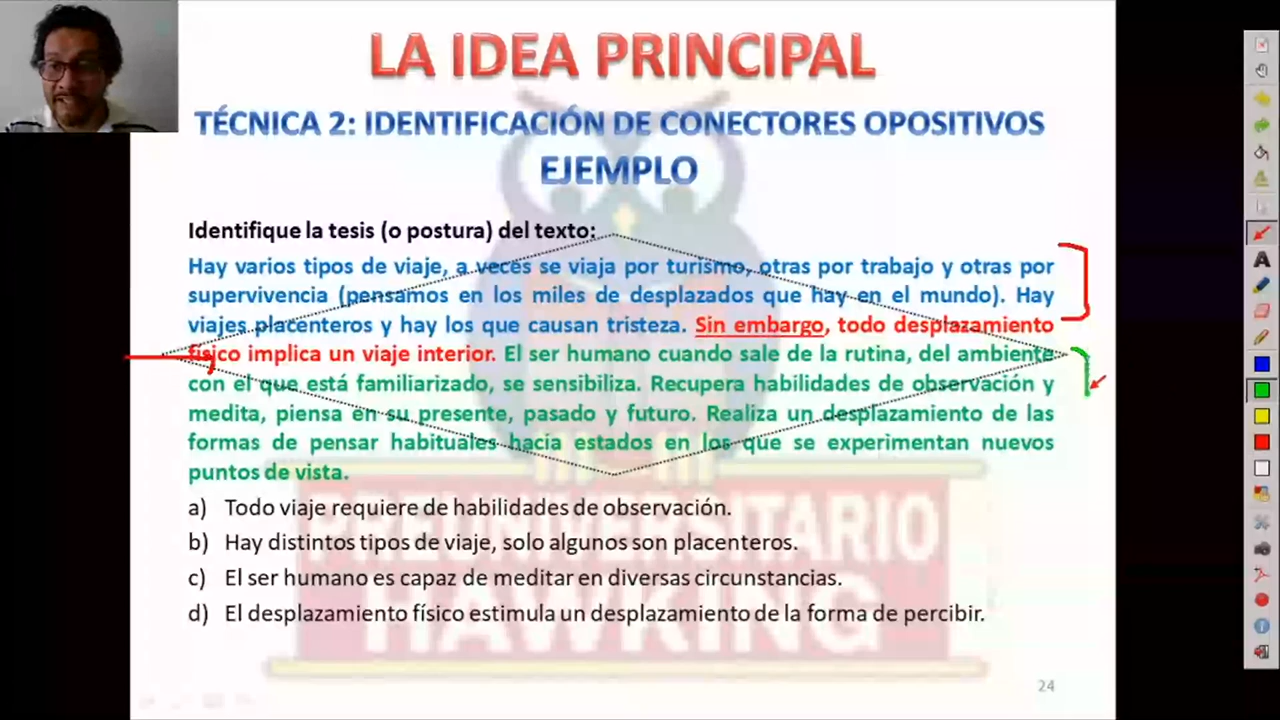 LA IDEA PRINCIPAL
TÉCNICA 2: IDENTIFICACIÓN DE CONECTORES OPOSITIVOS
EJEMPLO
Identifique la tesis (o postura) del texto:
Hay varios tipos de viaje, a veces se viaja por turismo, otras por trabajo y otras por
supervivencia (pensamos en los miles de desplazados que hay en el mundo). Hay
viajes placenteros y hay los que causan tristeza. Sin embargo, todo desplazamiento
físico implica un viaje interior. El ser humano cuando sale de la rutina, del ambiente
con el que está familiarizado, se sensibiliza. Recupera habilidades de observación y
medita, piensa en su presente, pasado y futuro. Realiza un desplazamiento de las
formas de pensar habituales hacia estados en los que se experimentan nuevos
puntos de vista.
a) Todo viaje requiere de habilidades de observación.
b) Hay distintos tipos de viaje, solo algunos son placenteros.
c) El ser humano es capaz de meditar en diversas circunstancias.
d) El desplazamiento físico estimula un desplazamiento de la forma de percibir.
PREUNIVERSITARIO
HAWKING
24
A